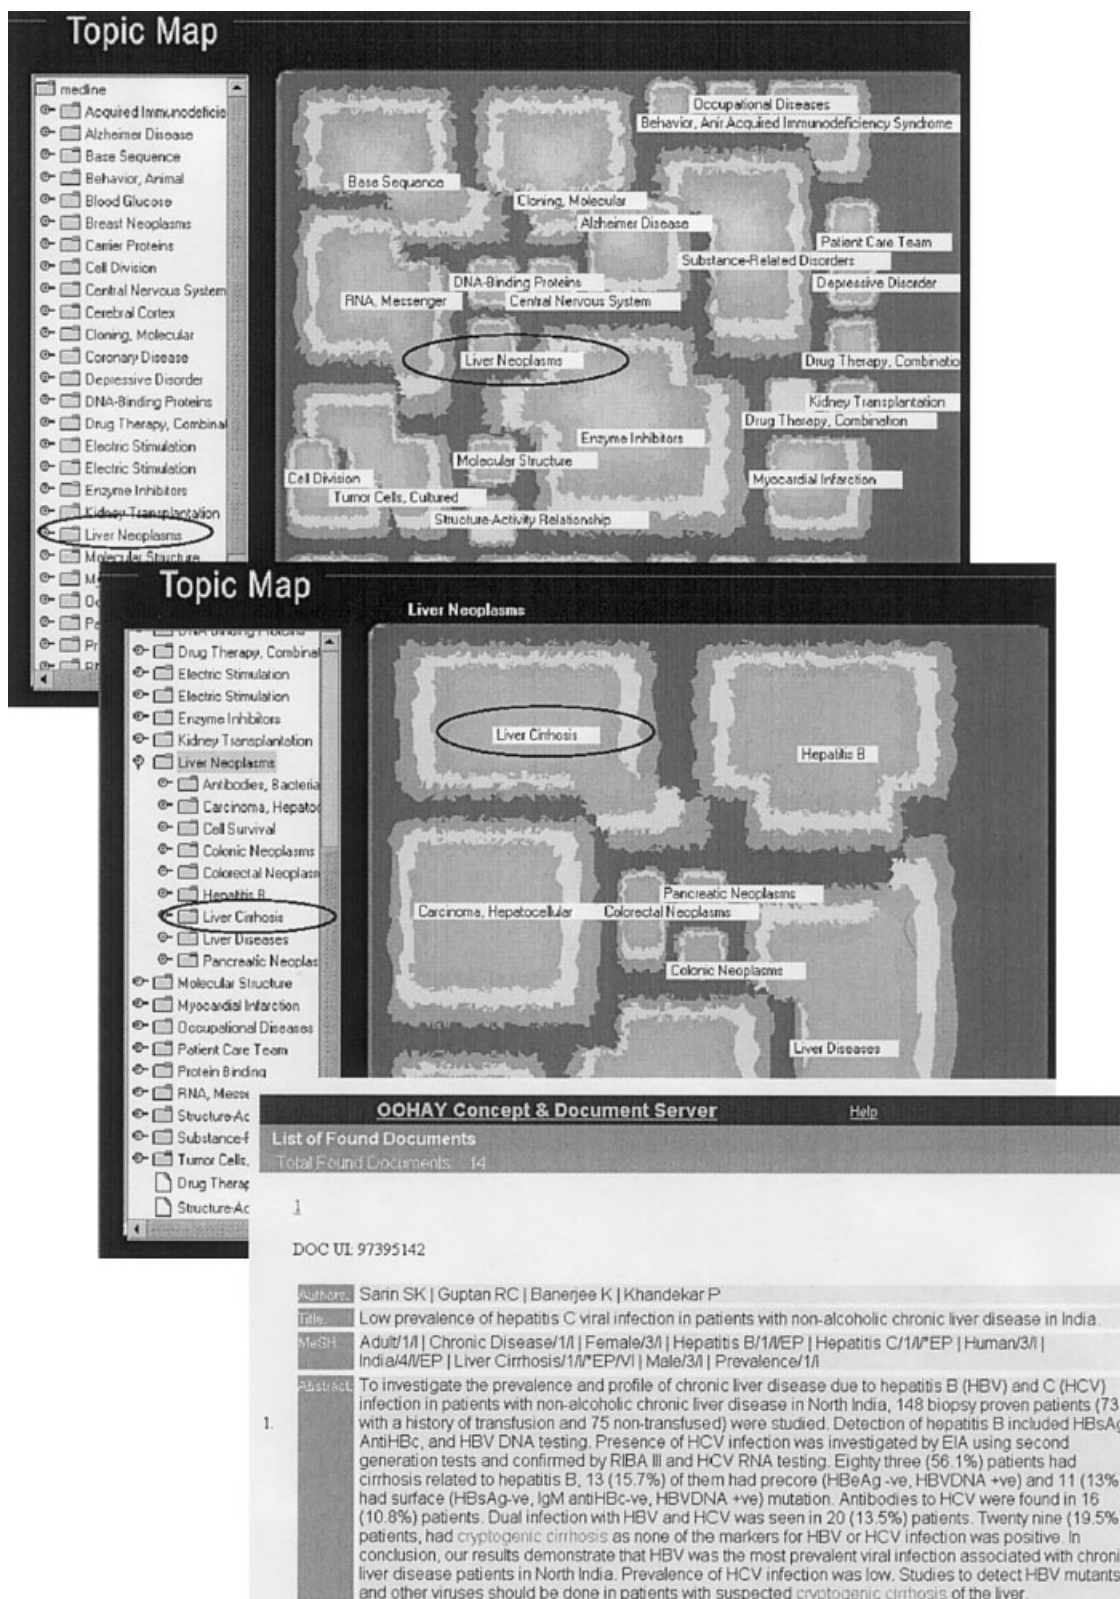 Topic Map
medline
Acquired Immunodeficie
Alzheimer Disease
Base Sequence
Behavior, Animal
Blood Glucose
Breast Neoplasms
Carrier Proteins
Cell Division
Central Nervous System
Cerebral Cortex
Cloning, Molecular
Coronary Disease
Depressive Disorder
DNA-Binding Proteins
Drug Therapy, Combinat
Electric Stimulation
Electric Stimulation
Enzyme Inhibitors
Kidney Transplantation
Liver Neoplasms
Molecular Structure
Occupational Diseases
Behavior, Ani Acquired Immunodeficiency Syndrome
Base Sequence
Cloning, Molecular
Alzheimer Disease
Patient Care Team
Substance-Related Disorders
DNA-Binding Proteins
Depressive Disorder
RNA, Messenger
Central Nervous System
Liver Neoplasms
Drug Therapy, Combinatio
Kidney Transplantation
Drug Therapy, Combination
Enzyme Inhibitors
Molecular Structure
Cell Division
Myocardial Infarction
Tumor Cells, Cultured
Structure-Activity Relationship
Topic Map
Liver Neoplasms
DNA-Binding Proteins
Drug Therapy, Combinat
Electric Stimulation
Electric Stimulation
Enzyme Inhibitors
Kidney Transplantation
Liver Neoplasms
Antibodies, Bacteria
Carcinoma, Hepatoc
Cell Survival
Colonic Neoplasms
Colorectal Neoplasm
Hepatitis B
Liver Cirrhosis
Liver Diseases
Pancreatic Neoplas
Molecular Structure
Myocardial Infarction
Occupational Diseases
Patient Care Team
Protein Binding
RNA, Messe
Structure-Ac
Substance-F
Tumor Cells,
Drug Therap
Structure-Ac
Liver Cirrhosis
Hepatitis B
Pancreatic Neoplasms
Carcinoma, Hepatocellular
Colorectal Neoplasms
Colonic Neoplasms
Liver Diseases
OOHAY Concept & Document Server
Help
List of Found Documents
Total Found Documents: 14
1
DOC UI: 97395142
Authors: Sarin SK | Guptan RC | Banerjee K | Khandekar P
Title: Low prevalence of hepatitis C viral infection in patients with non-alcoholic chronic liver disease in India.
MeSH: Adult/1/I | Chronic Disease/1/I | Female/3/I | Hepatitis B/1/I/EP | Hepatitis C/1/I/*EP | Human/3/I |
India/4/I/EP | Liver Cirrhosis/1/I/*EP/VI | Male/3/I | Prevalence/1/I
1.
Abstract: To investigate the prevalence and profile of chronic liver disease due to hepatitis B (HBV) and C (HCV)
infection in patients with non-alcoholic chronic liver disease in North India, 148 biopsy proven patients (73
with a history of transfusion and 75 non-transfused) were studied. Detection of hepatitis B included HBsAg
AntiHBc, and HBV DNA testing. Presence of HCV infection was investigated by EIA using second
generation tests and confirmed by RIBA III and HCV RNA testing. Eighty three (56.1%) patients had
cirrhosis related to hepatitis B, 13 (15.7%) of them had precore (HBeAg -ve, HBVDNA +ve) and 11 (13%
had surface (HBsAg-ve, IgM antiHBc-ve, HBVDNA +ve) mutation. Antibodies to HCV were found in 16
(10.8%) patients. Dual infection with HBV and HCV was seen in 20 (13.5%) patients. Twenty nine (19.5%
patients, had cryptogenic cirrhosis as none of the markers for HBV or HCV infection was positive. In
conclusion, our results demonstrate that HBV was the most prevalent viral infection associated with chroni
liver disease patients in North India. Prevalence of HCV infection was low. Studies to detect HBV mutants
and other viruses should be done in patients with suspected cryptogenic cirrhosis of the liver.